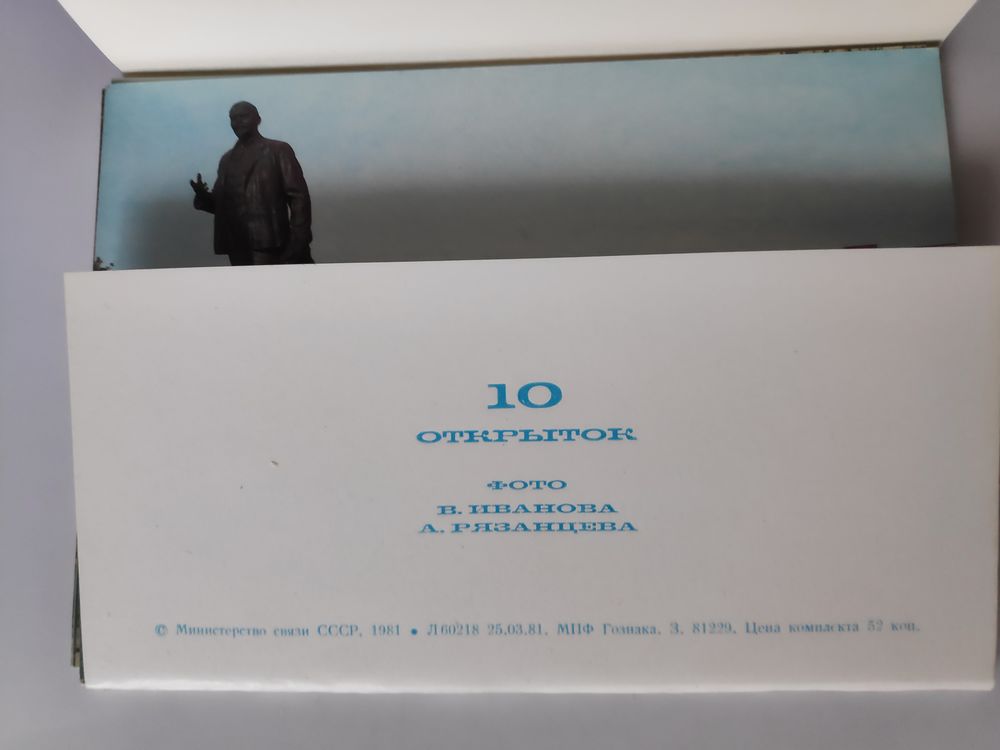 10
ОТКРЫТОК
ФОТО
В. ИВАНОВА
А. РЯЗАНЦЕВА
© Министерство связи СССР, 1981 • Л 60218 25.03.81. МПФ Гознака. З. 81229. Цена комплекта 52 коп.